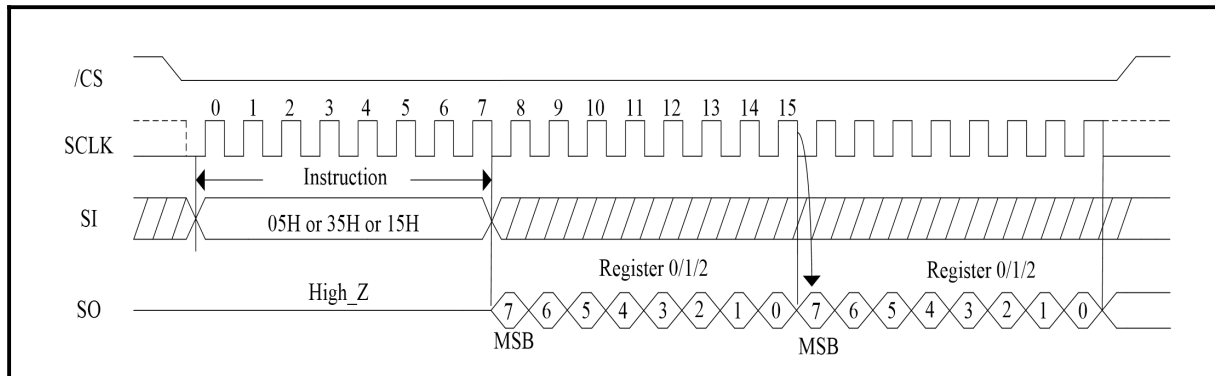 /CS
0 1 2 3 4 5 6 7 8 9 10 11 12 13 14 15
SCLK
Instruction
SI
05H or 35H or 15H
Register 0/1/2 Register 0/1/2
High_Z
SO
7 6 5 4 3 2 1 0 7 6 5 4 3 2 1 0
MSB MSB